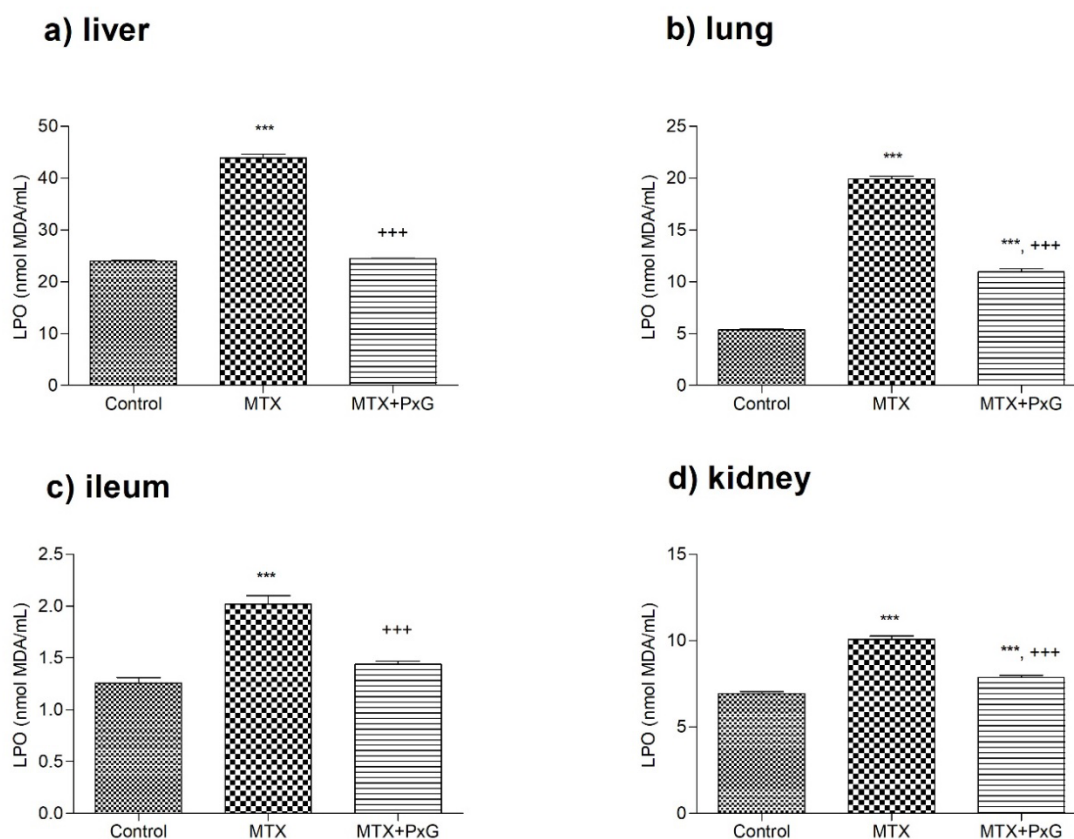 a) liver
LPO (nmol MDA/mL)
50
40
30
20
10
0
***
+++
Control MTX MTX+PxG
b) lung
LPO (nmol MDA/mL)
25
20
15
10
5
0
***
***, +++
Control MTX MTX+PxG
c) ileum
LPO (nmol MDA/mL)
2.5
2.0
1.5
1.0
0.5
0.0
***
+++
Control MTX MTX+PxG
d) kidney
LPO (nmol MDA/mL)
15
10
5
0
***
***, +++
Control MTX MTX+PxG